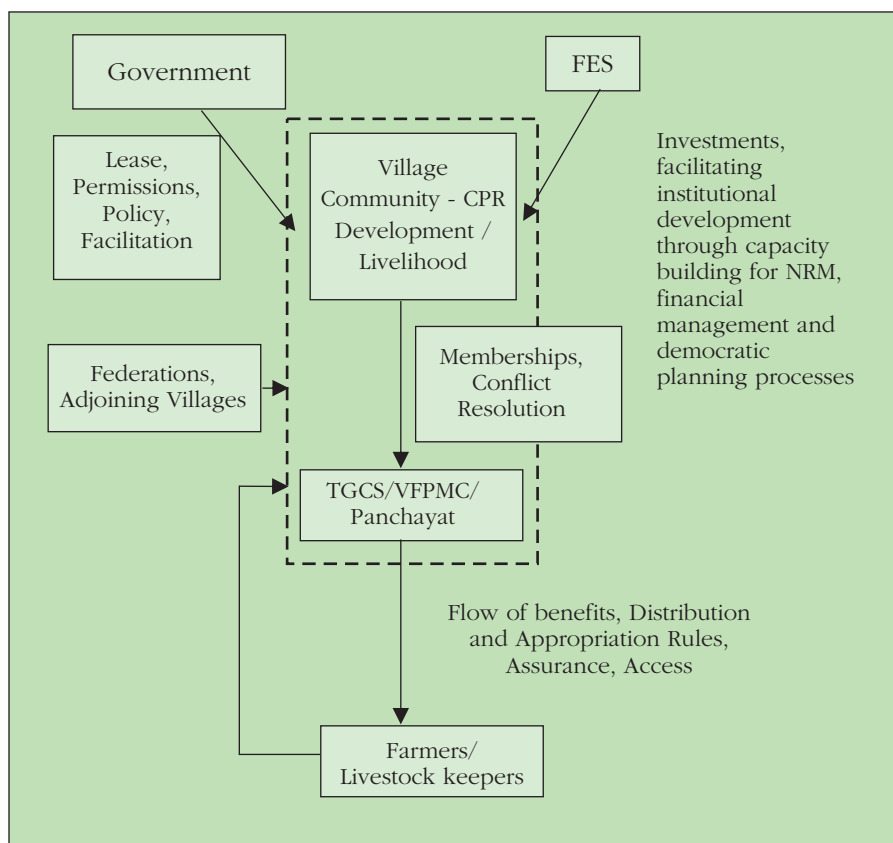 Government
FES
Lease,
Permissions,
Policy,
Facilitation
Village
Community - CPR
Development /
Livelihood
Investments,
facilitating
institutional
development
through capacity
building for NRM,
financial
management and
democratic
planning processes
Federations,
Adjoining Villages
Memberships,
Conflict
Resolution
TGCS/VFPMC/
Panchayat
Flow of benefits, Distribution
and Appropriation Rules,
Assurance, Access
Farmers/
Livestock keepers